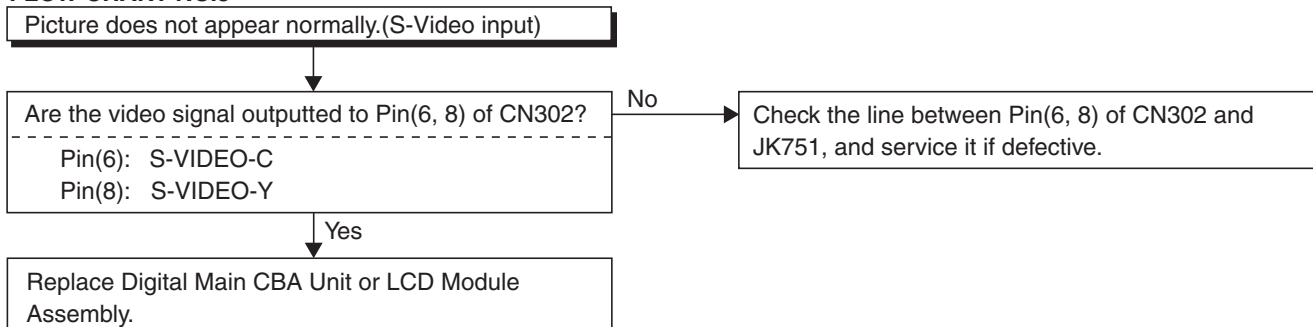 Picture does not appear normally.(S-Video input)
Are the video signal outputted to Pin(6, 8) of CN302?
No
Check the line between Pin(6, 8) of CN302 and
JK751, and service it if defective.
Pin(6): S-VIDEO-C
Pin(8): S-VIDEO-Y
Yes
Replace Digital Main CBA Unit or LCD Module
Assembly.